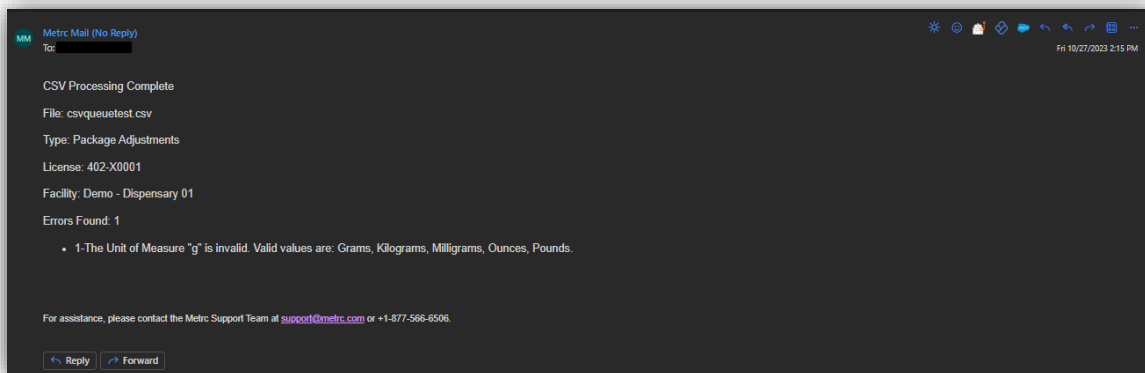 MM
Metrc Mail (No Reply)
To:
Fri 10/27/2023 2:15 PM
CSV Processing Complete
File: csvqueuetest.csv
Type: Package Adjustments
License: 402-X0001
Facility: Demo - Dispensary 01
Errors Found: 1
• 1-The Unit of Measure "g" is invalid. Valid values are: Grams, Kilograms, Milligrams, Ounces, Pounds.
For assistance, please contact the Metrc Support Team at support@metrc.com or +1-877-566-6506.
Reply
Forward